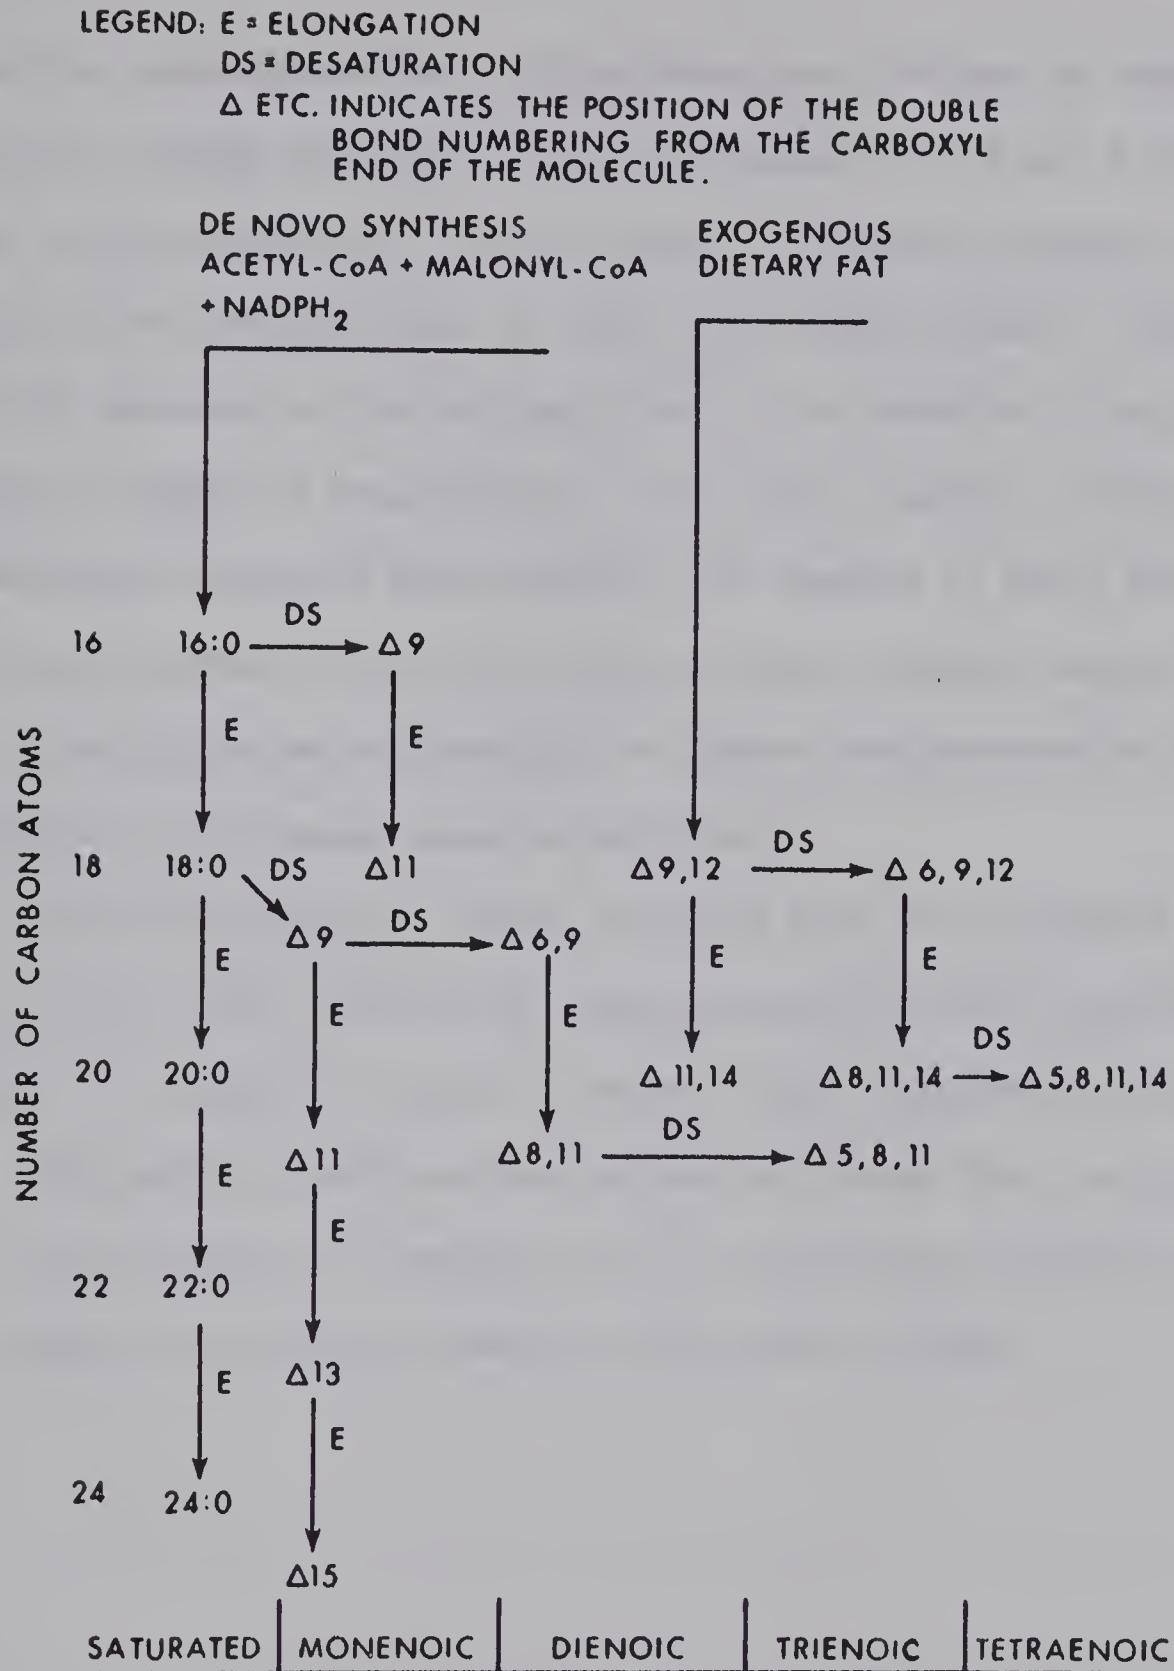 LEGEND: E = ELONGATION
DS = DESATURATION
Δ ETC. INDICATES THE POSITION OF THE DOUBLE
BOND NUMBERING FROM THE CARBOXYL
END OF THE MOLECULE.
DE NOVO SYNTHESIS
ACETYL-CoA + MALONYL-CoA
+ NADPH2
EXOGENOUS
DIETARY FAT
NUMBER OF CARBON ATOMS
DS
16 16:0 Δ9
E E
DS
18 18:0 DS Δ11 Δ9,12 Δ 6,9,12
DS
Δ9 Δ 6,9
E E E
E E
DS
20 20:0 Δ 11,14 Δ8,11,14 Δ5,8,11,14
DS
Δ11 Δ8,11 Δ 5,8,11
E
E
22 22:0
Δ13
E
E
24 24:0
Δ15
SATURATED MONENOIC DIENOIC TRIENOIC TETRAENOIC